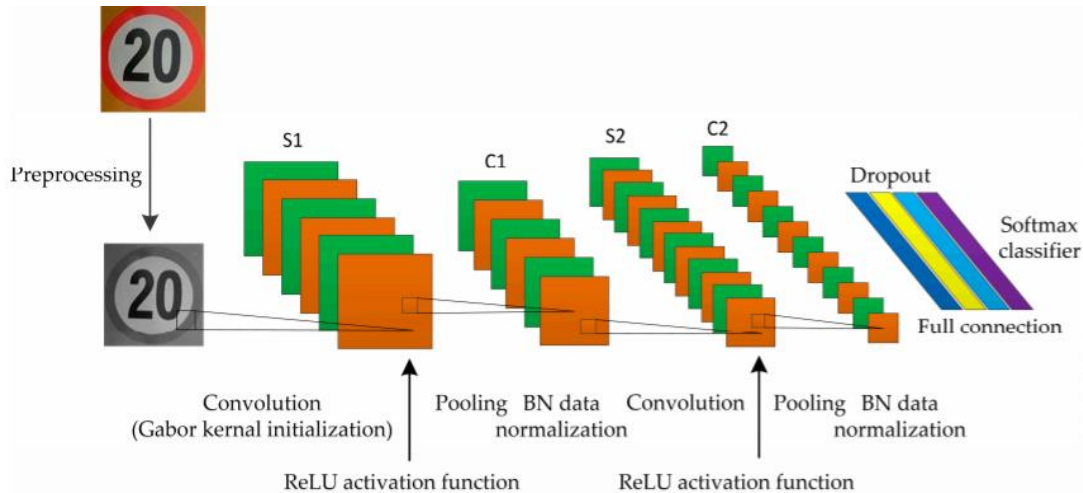 20
Preprocessing
20
S1
C1
S2
C2
Dropout
Softmax
classifier
Full connection
Convolution
(Gabor kernal initialization)
Pooling BN data
normalization
Convolution
Pooling BN data
normalization
ReLU activation function
ReLU activation function